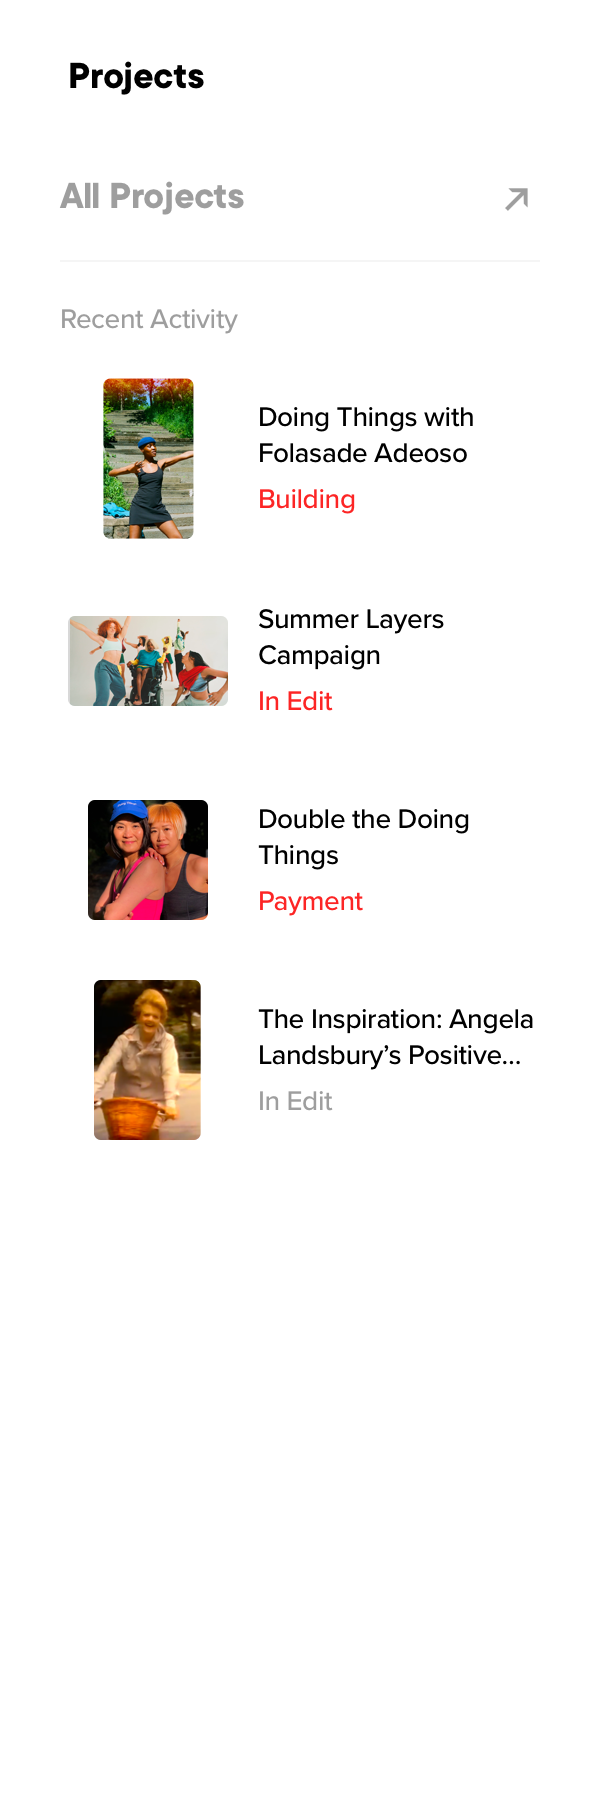 Projects
All Projects
Recent Activity
Doing Things with
Folasade Adeoso
Building
Summer Layers
Campaign
In Edit
Double the Doing
Things
Payment
The Inspiration: Angela
Landsbury’s Positive...
In Edit